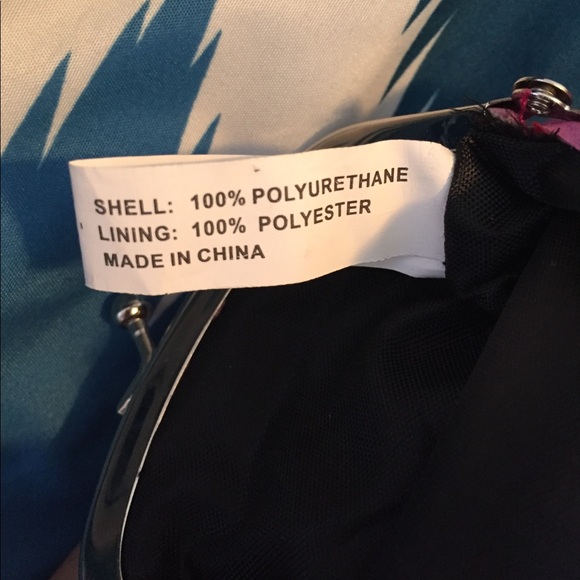 SHELL: 100% POLYURETHANE
LINING: 100% POLYESTER
MADE IN CHINA